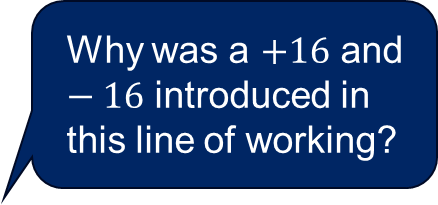 Why was a +16 and
− 16 introduced in
this line of working?